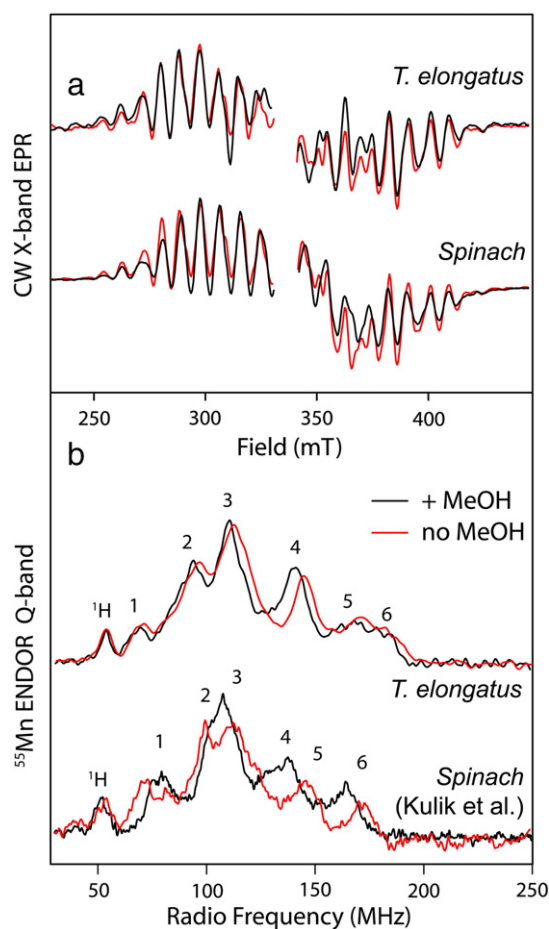 a
T. elongatus
Spinach
CW X-band EPR
250 300 350 400
Field (mT)
b
+ MeOH
no MeOH
¹H 1 2 3 4 5 6
T. elongatus
¹H 1 2 3 4 5 6
Spinach
(Kulik et al.)
⁵⁵Mn ENDOR Q-band
50 100 150 200 250
Radio Frequency (MHz)